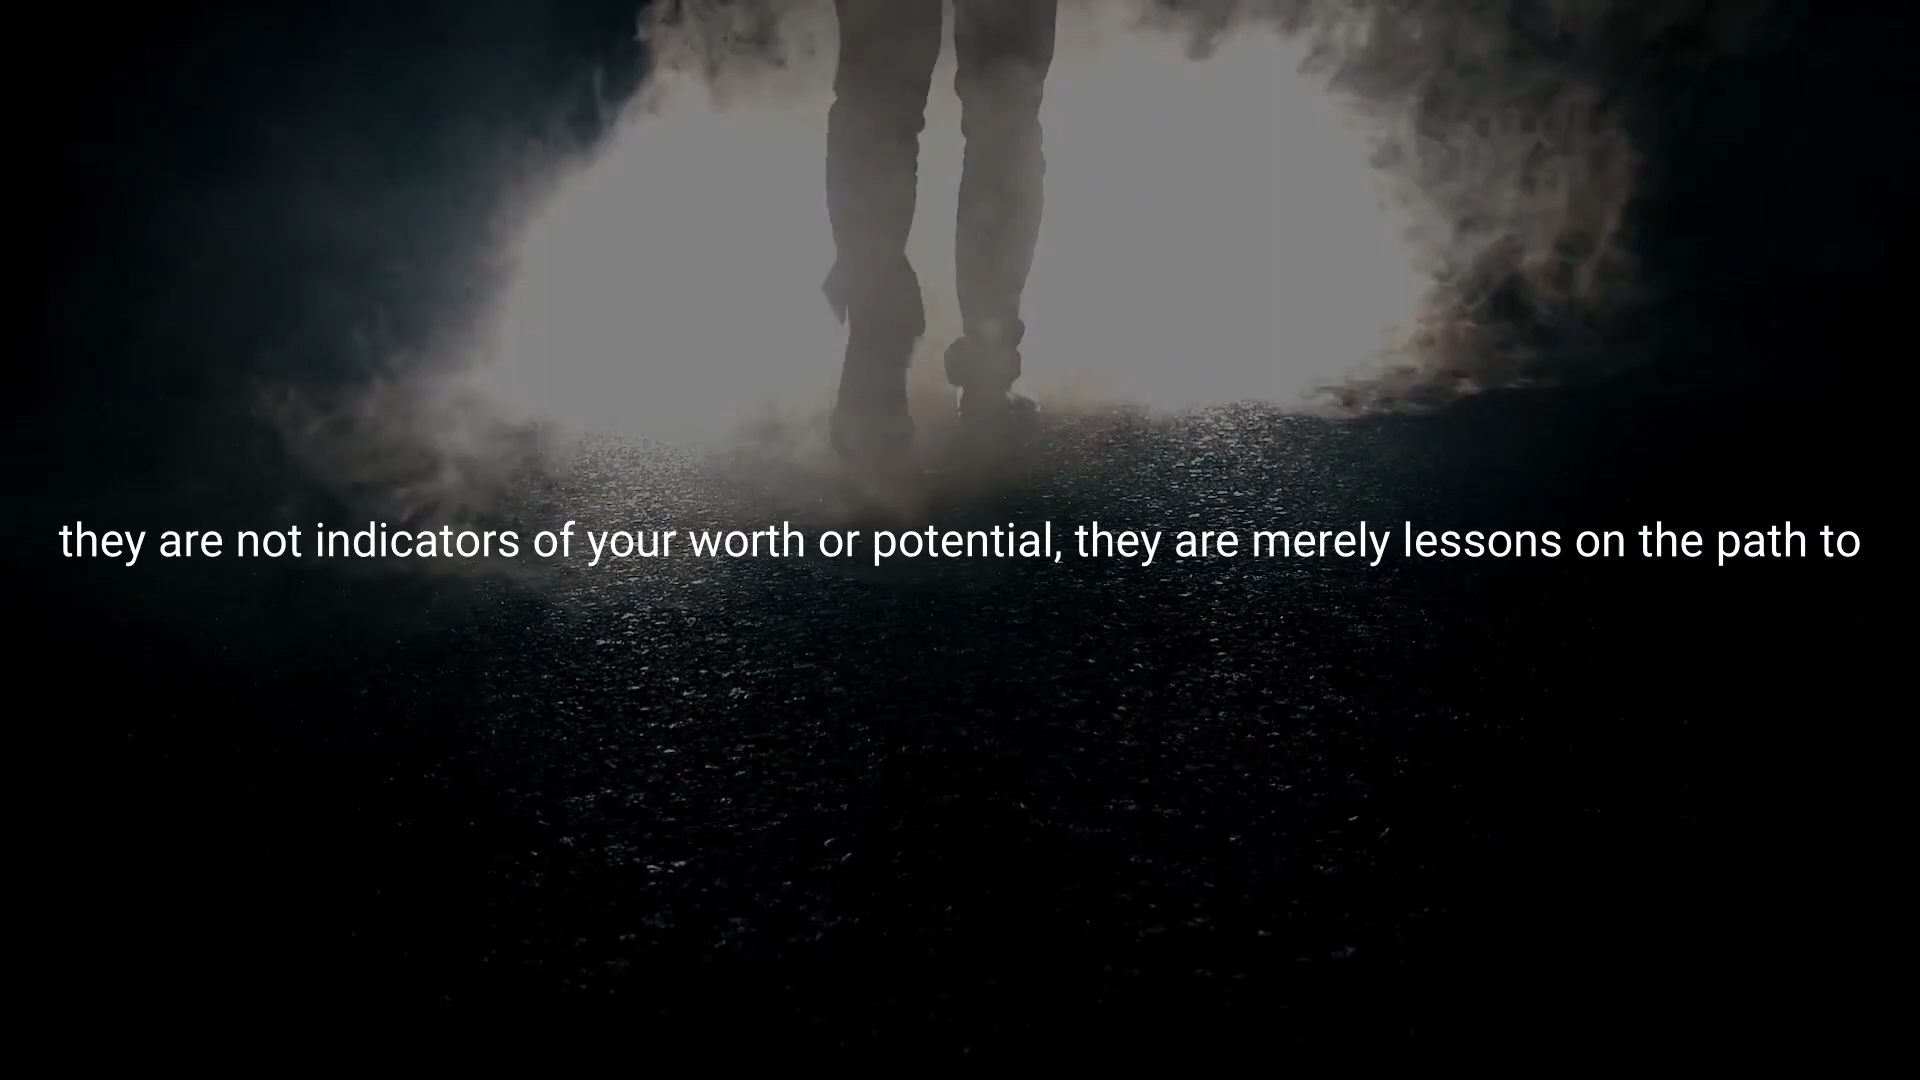 they are not indicators of your worth or potential, they are merely lessons on the path to